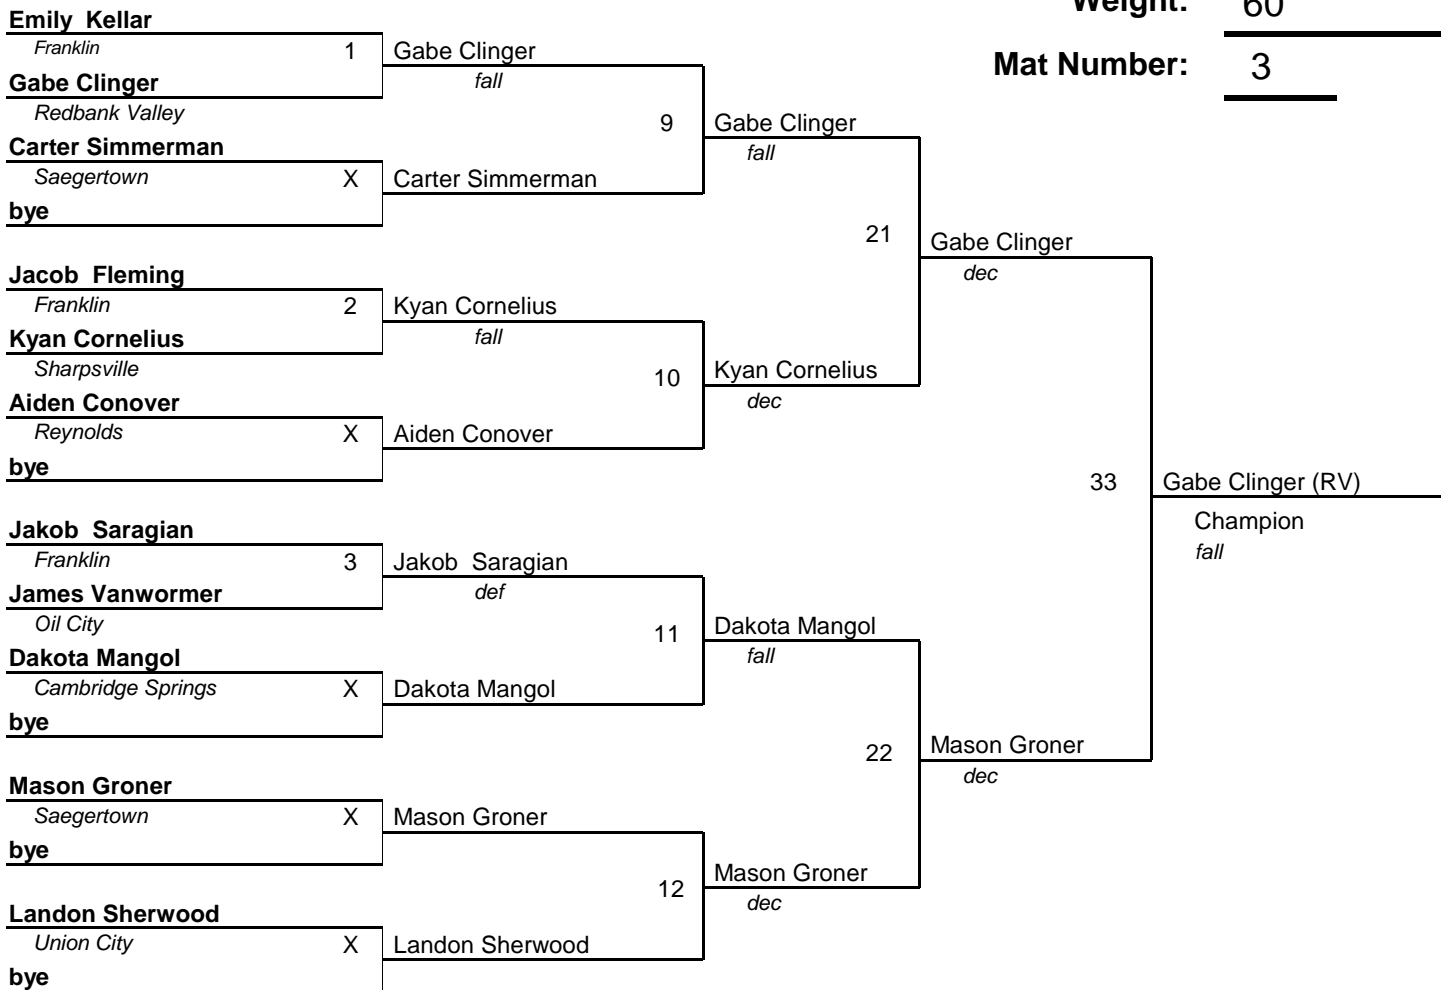 Weight: 60
Mat Number: 3
Emily Kellar
Franklin 1 Gabe Clinger
fall
Gabe Clinger
Redbank Valley
9 Gabe Clinger
fall
Carter Simmerman
Saegertown X Carter Simmerman
bye
21 Gabe Clinger
dec
Jacob Fleming
Franklin 2 Kyan Cornelius
fall
Kyan Cornelius
Sharpsville
10 Kyan Cornelius
dec
Aiden Conover
Reynolds X Aiden Conover
bye
33 Gabe Clinger (RV)
Champion
fall
Jakob Saragian
Franklin 3 Jakob Saragian
def
James Vanwormer
Oil City
11 Dakota Mangol
fall
Dakota Mangol
Cambridge Springs X Dakota Mangol
bye
22 Mason Groner
dec
Mason Groner
Saegertown X Mason Groner
bye
12 Mason Groner
dec
Landon Sherwood
Union City X Landon Sherwood
bye